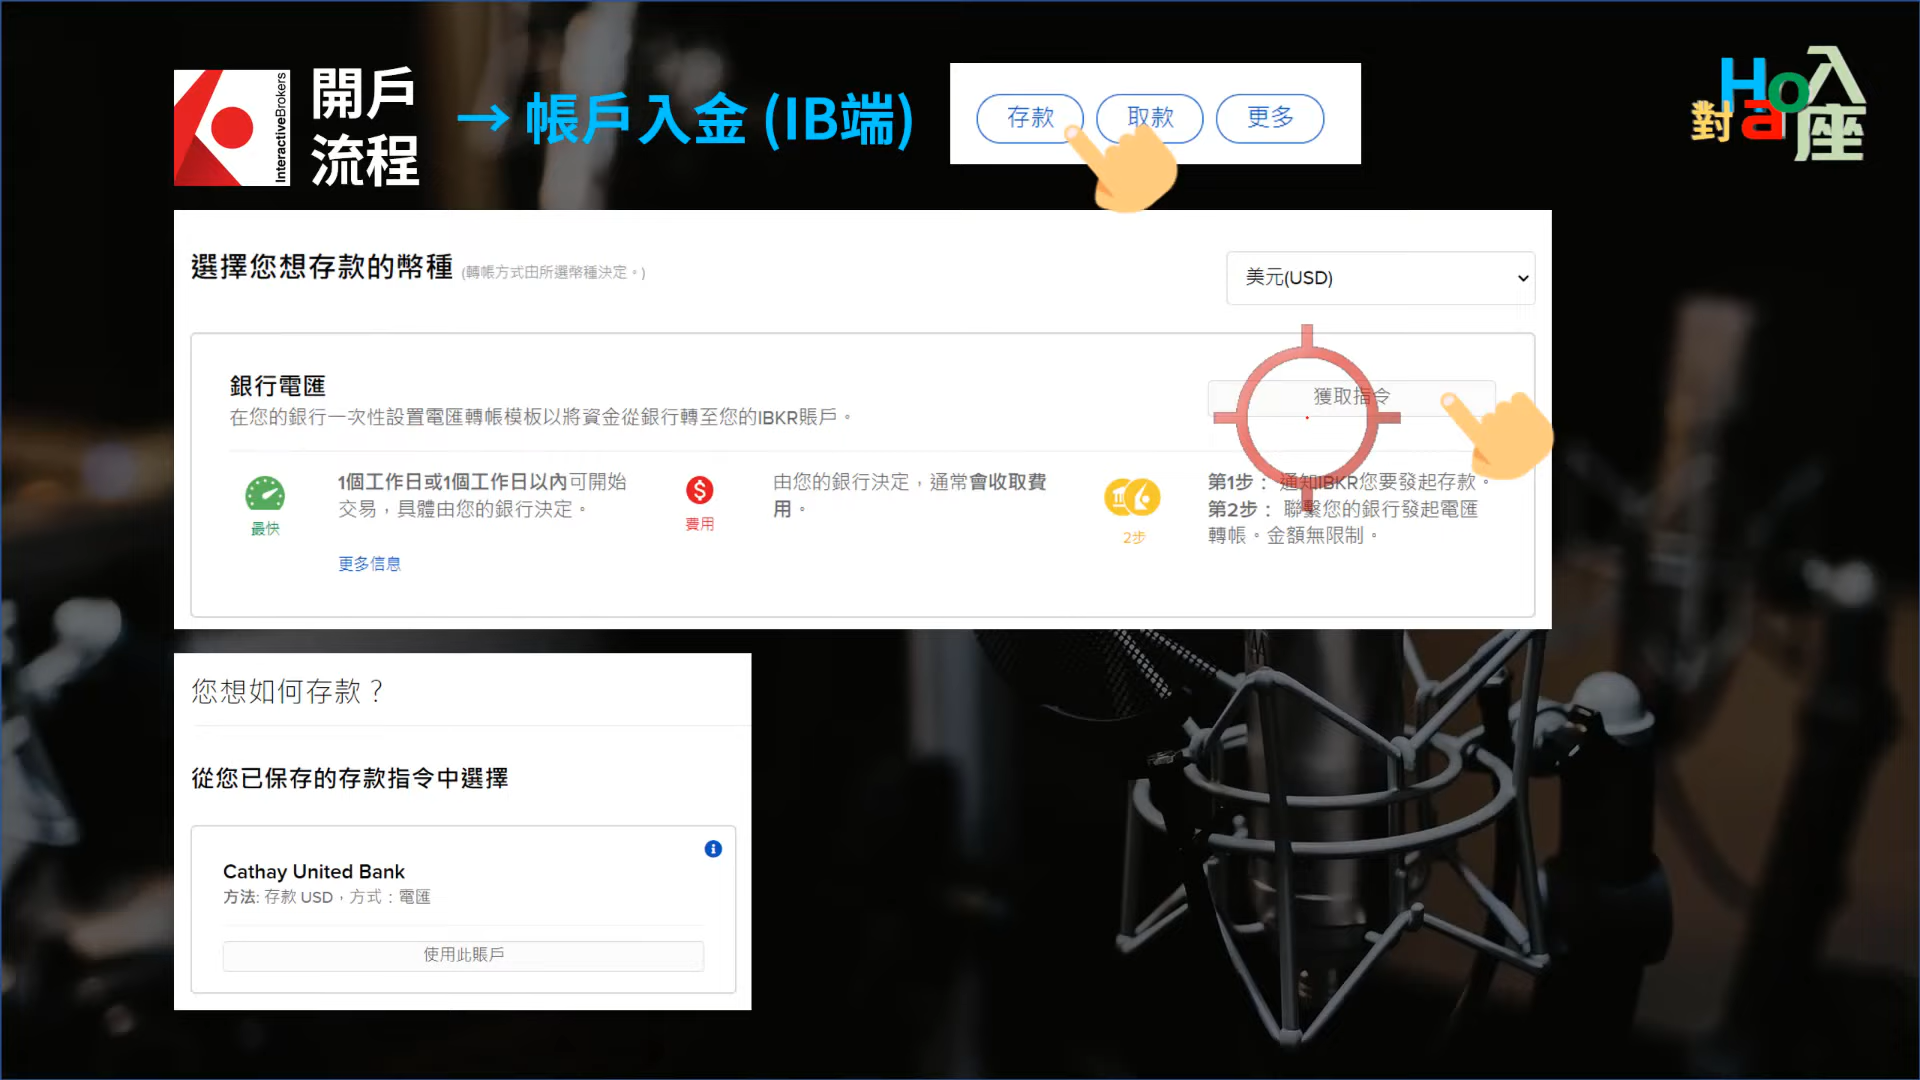 InteractiveBrokers
開戶
流程
→ 帳戶入金 (IB端)
存款
取款
更多
Ha
對
o
入
座
選擇您想存款的幣種 (轉帳方式由所選幣種決定。)
美元(USD)
銀行電匯
在您的銀行一次性設置電匯轉帳模板以將資金從銀行轉至您的IBKR賬戶。
獲取指令
最快
1個工作日或1個工作日以內可開始
交易，具體由您的銀行決定。
更多信息
費用
由您的銀行決定，通常會收取費
用。
2步
第1步： 通知IBKR您要發起存款。
第2步： 聯繫您的銀行發起電匯
轉帳。金額無限制。
您想如何存款？
從您已保存的存款指令中選擇
Cathay United Bank
方法: 存款 USD，方式：電匯
使用此賬戶